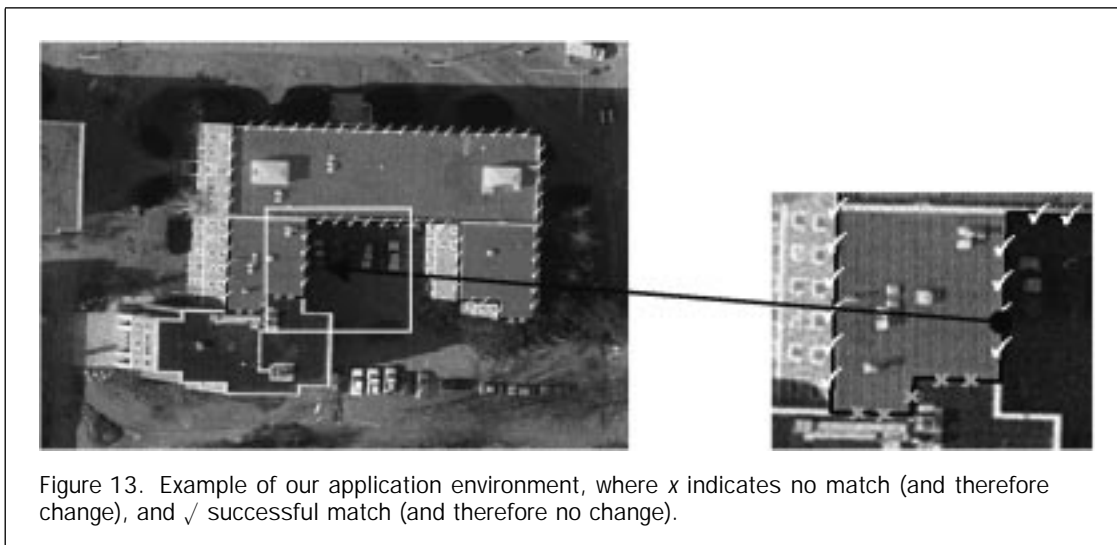 Figure 13. Example of our application environment, where x indicates no match (and therefore
change), and √ successful match (and therefore no change).